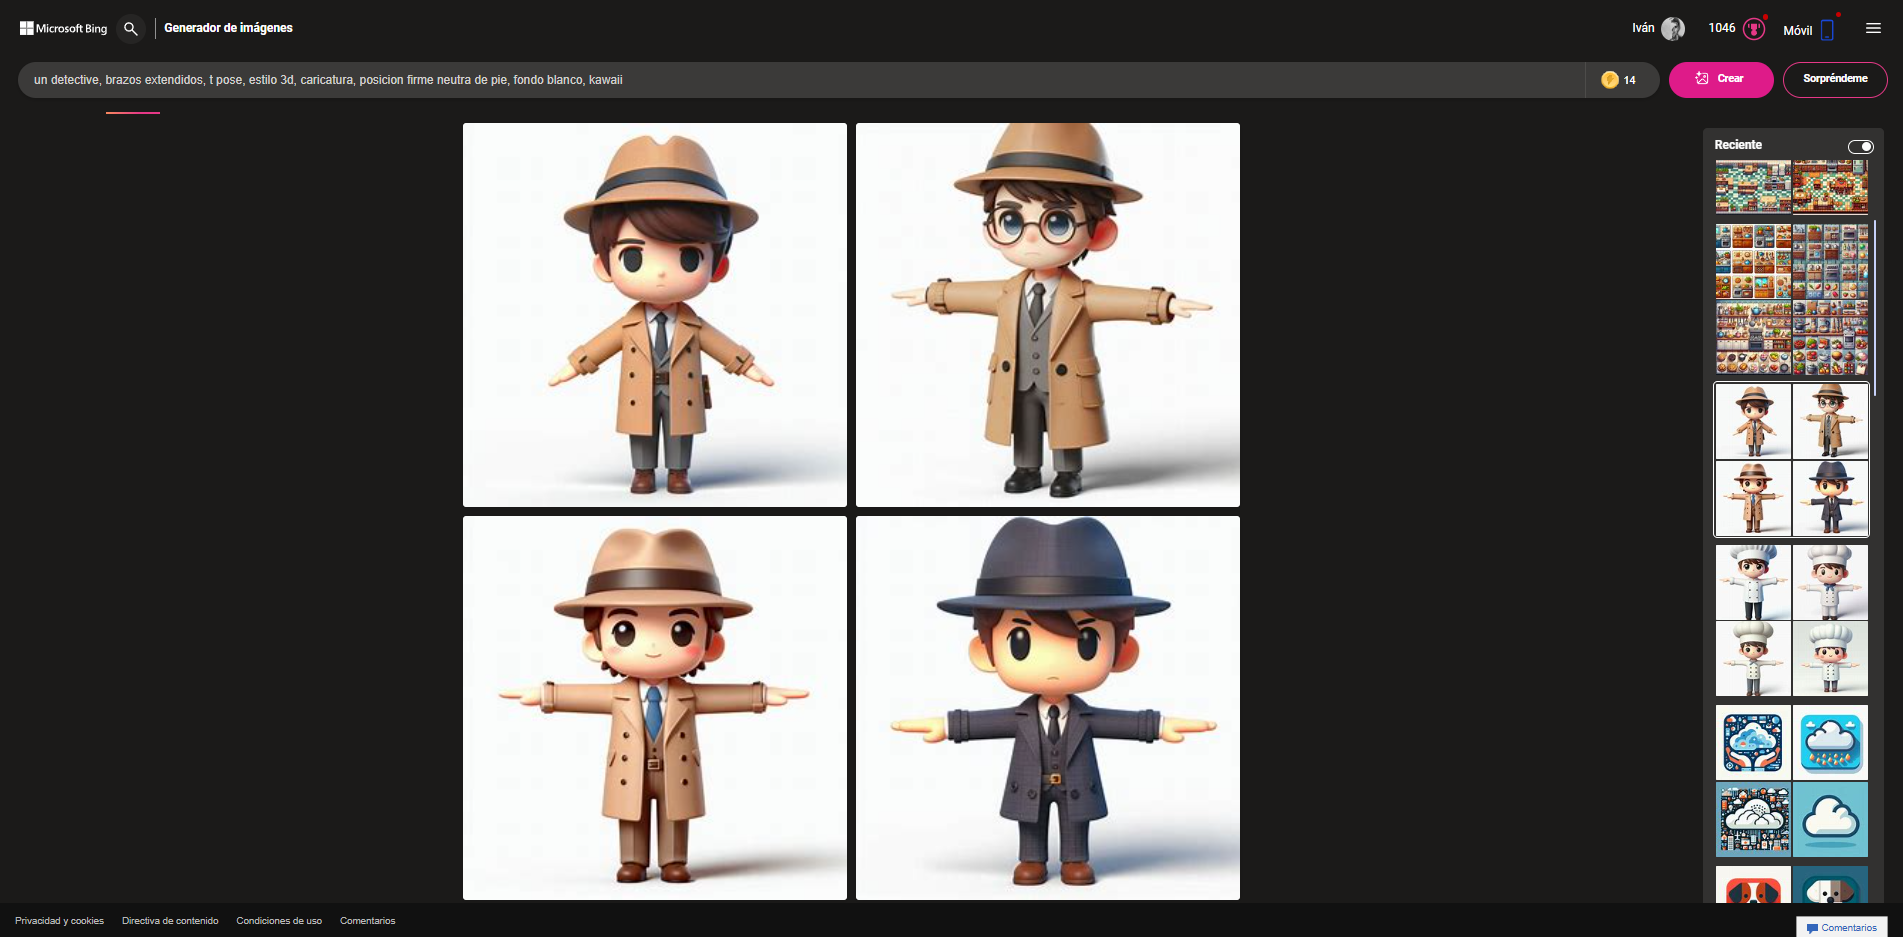 Microsoft Bing
Generador de imágenes
Iván
1046
Móvil
un detective, brazos extendidos, t pose, estilo 3d, caricatura, posicion firme neutra de pie, fondo blanco, kawaii
14
Crear
Sorpréndeme
Reciente
Privacidad y cookies
Directiva de contenido
Condiciones de uso
Comentarios
Comentarios